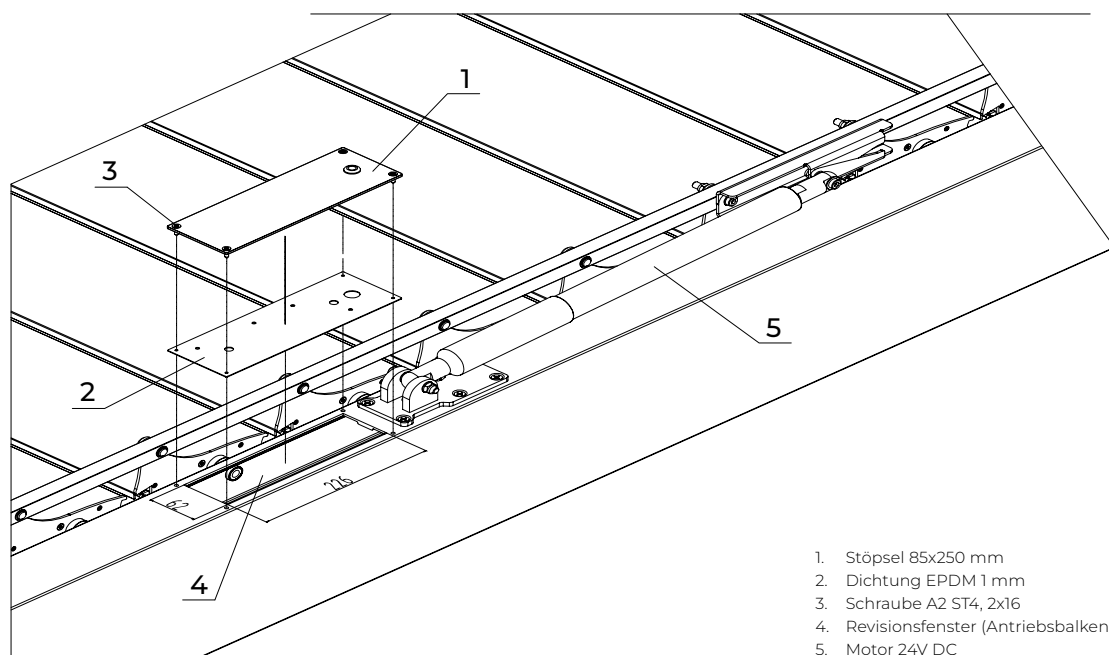 1
3
2
5
226
62
4
1. Stöpsel 85x250 mm
2. Dichtung EPDM 1 mm
3. Schraube A2 ST4, 2x16
4. Revisionsfenster (Antriebsbalken
5. Motor 24V DC